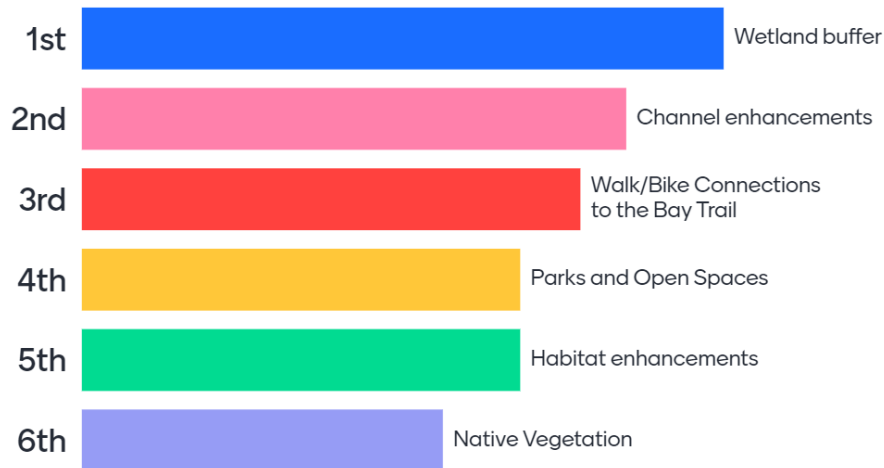 1st
Wetland buffer
2nd
Channel enhancements
3rd
Walk/Bike Connections
to the Bay Trail
4th
Parks and Open Spaces
5th
Habitat enhancements
6th
Native Vegetation